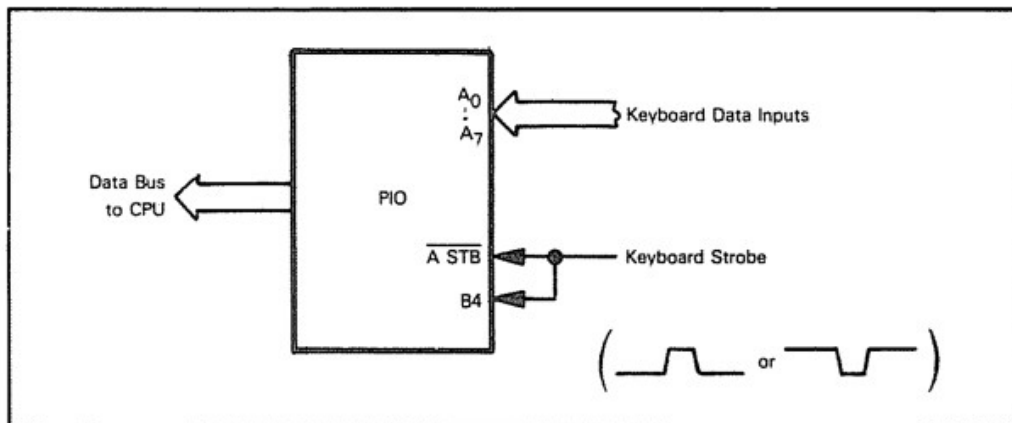 A0
:
A7
Keyboard Data Inputs
Data Bus
to CPU
PIO
A STB
Keyboard Strobe
B4
( or )